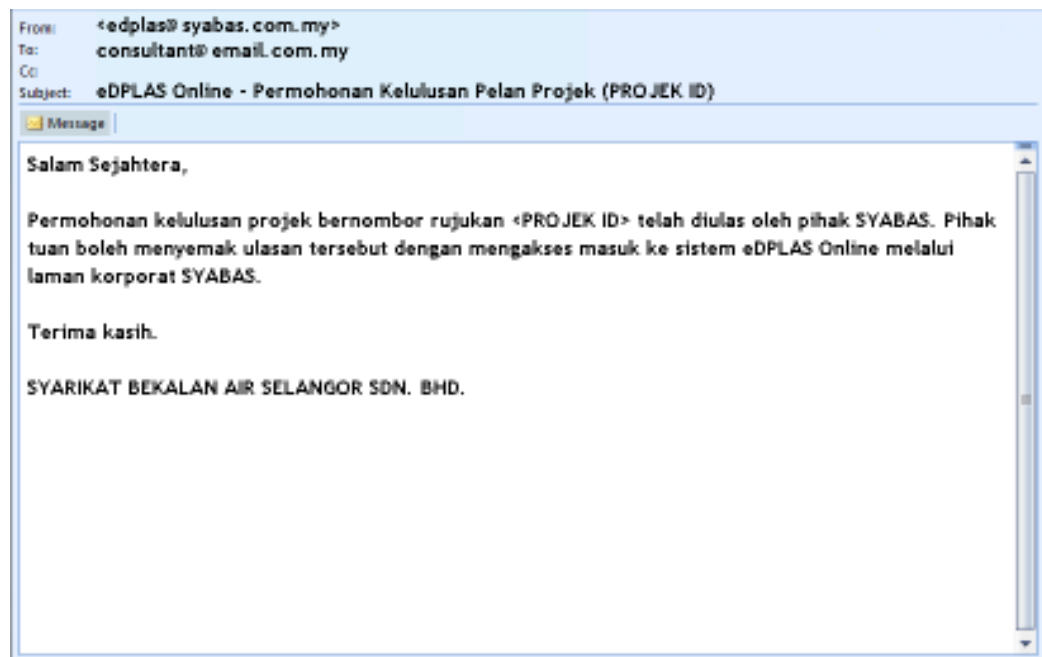 From: <edplas@ syabas.com.my>
To: consultant@ email.com.my
Cc:
Subject: eDPLAS Online - Permohonan Kelulusan Pelan Projek (PROJEK ID)
Message
Salam Sejahtera,
Permohonan kelulusan projek bernombor rujukan <PROJEK ID> telah diulas oleh pihak SYABAS. Pihak
tuan boleh menyemak ulasan tersebut dengan mengakses masuk ke sistem eDPLAS Online melalui
laman korporat SYABAS.
Terima kasih.
SYARIKAT BEKALAN AIR SELANGOR SDN. BHD.